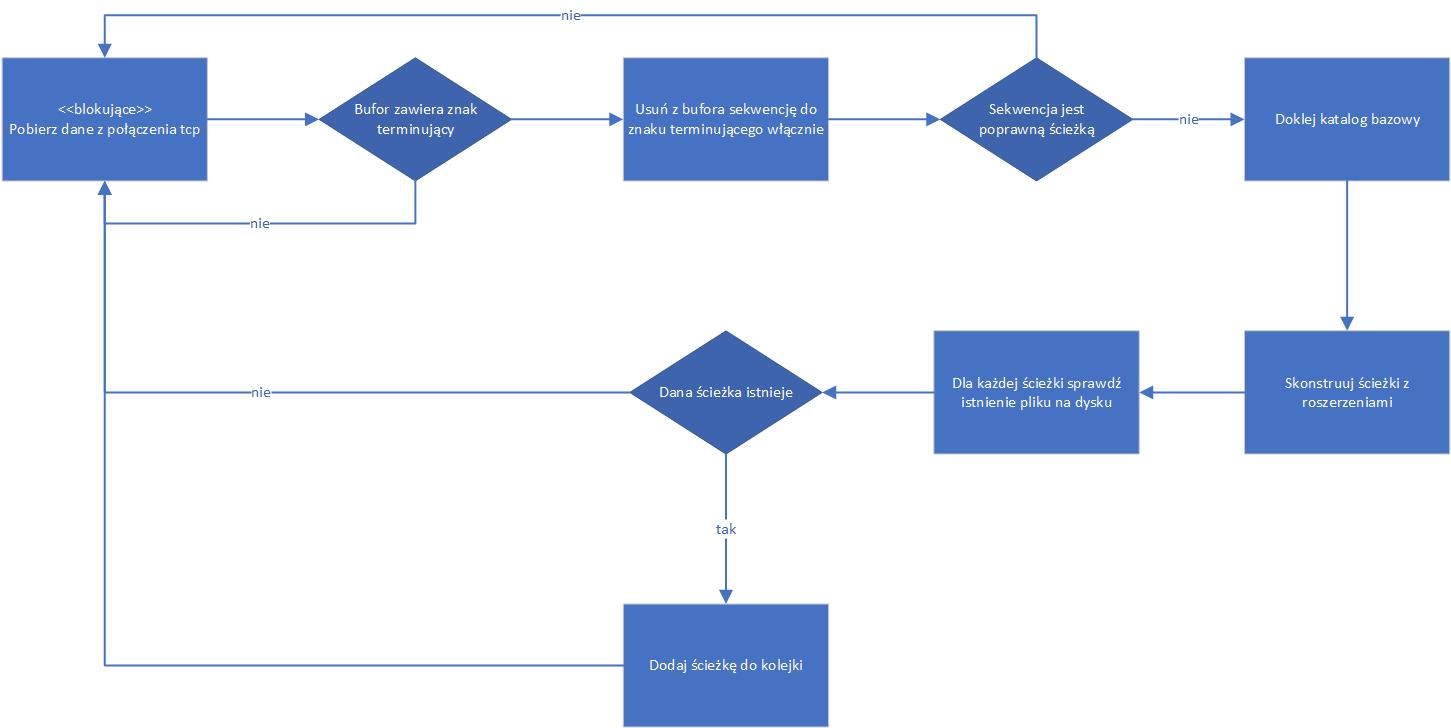 nie
<<blokujące>>
Pobierz dane z połączenia tcp
Bufor zawiera znak
terminujący
Usuń z bufora sekwencję do
znaku terminującego włącznie
Sekwencja jest
poprawną ścieżką
nie
Doklej katalog bazowy
nie
nie
Dana ścieżka istnieje
Dla każdej ścieżki sprawdź
istnienie pliku na dysku
Skonstruuj ścieżki z
roszerzeniami
tak
Dodaj ścieżkę do kolejki